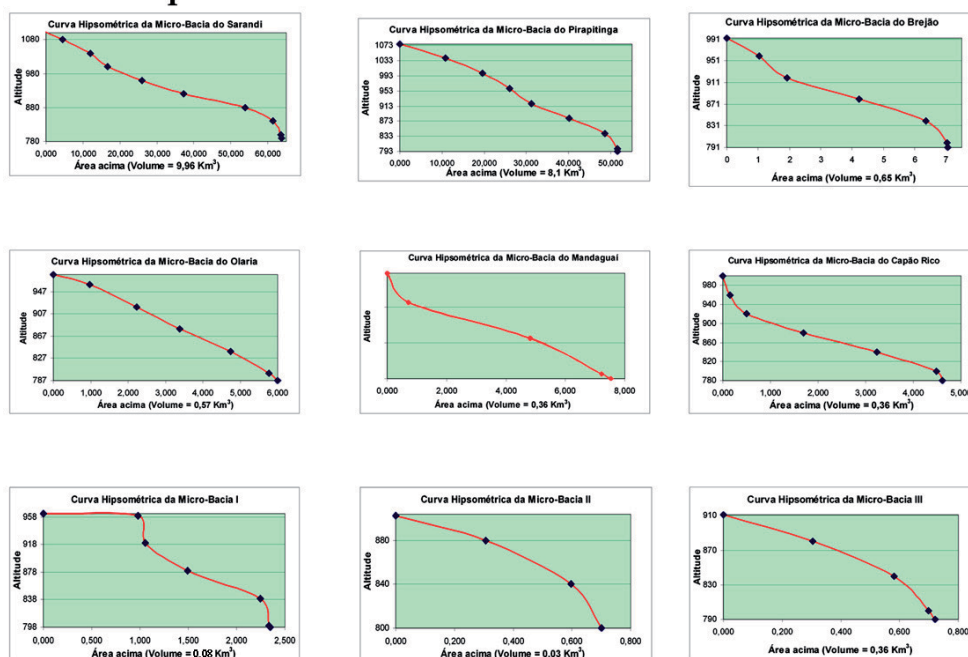 Curva Hipsométrica da Micro-Bacia do Sarandi
Altitude
1080
980
880
780
0,000 10,000 20,000 30,000 40,000 50,000 60,000
Área acima (Volume = 9,96 Km³)
Curva Hipsométrica da Micro-Bacia do Pirapitinga
Altitude
1073
1033
993
953
913
873
833
793
0,000 10,000 20,000 30,000 40,000 50,000
Área acima (Volume = 8,1 Km³)
Curva Hipsométrica da Micro-Bacia do Brejão
Altitude
991
951
911
871
831
791
0 1 2 3 4 5 6 7
Área acima (Volume = 0,65 Km³)
Curva Hipsométrica da Micro-Bacia do Olaria
Altitude
947
907
867
827
787
0,000 1,000 2,000 3,000 4,000 5,000 6,000
Área acima (Volume = 0,57 Km³)
Curva Hipsométrica da Micro-Bacia do Mandaguai
Altitude
0,000 2,000 4,000 6,000 8,000
Área acima (Volume = 0,36 Km³)
Curva Hipsométrica da Micro-Bacia do Capão Rico
Altitude
980
940
900
860
820
780
0,000 1,000 2,000 3,000 4,000 5,000
Área acima (Volume = 0,36 Km³)
Curva Hipsométrica da Micro-Bacia I
Altitude
958
918
878
838
798
0,000 0,500 1,000 1,500 2,000 2,500
Área acima (Volume = 0,08 Km³)
Curva Hipsométrica da Micro-Bacia II
Altitude
880
840
800
0,000 0,200 0,400 0,600 0,800
Área acima (Volume = 0,03 Km³)
Curva Hipsométrica da Micro-Bacia III
Altitude
910
870
830
790
0,000 0,200 0,400 0,600 0,800
Área acima (Volume = 0,36 Km³)